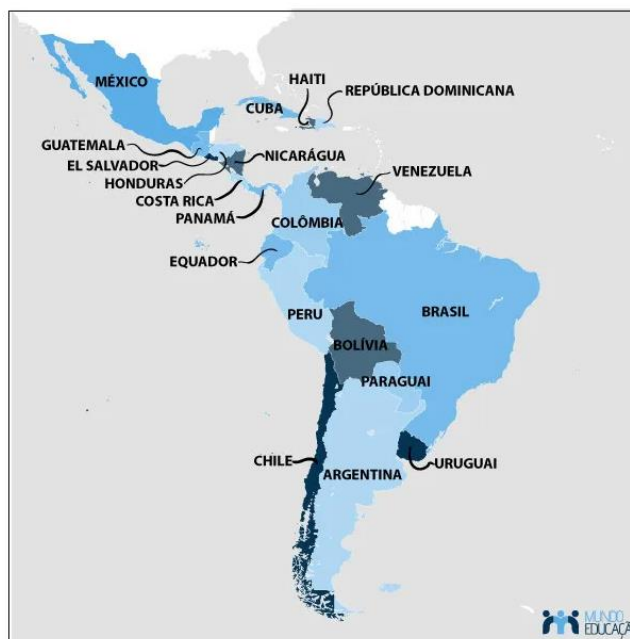 MÉXICO
HAITI
REPÚBLICA DOMINICANA
CUBA
GUATEMALA
EL SALVADOR
NICARÁGUA
HONDURAS
VENEZUELA
COSTA RICA
PANAMÁ
COLÔMBIA
EQUADOR
PERU
BRASIL
BOLÍVIA
PARAGUAI
CHILE
ARGENTINA
URUGUAI
MUNDO
EDUCAÇÃ